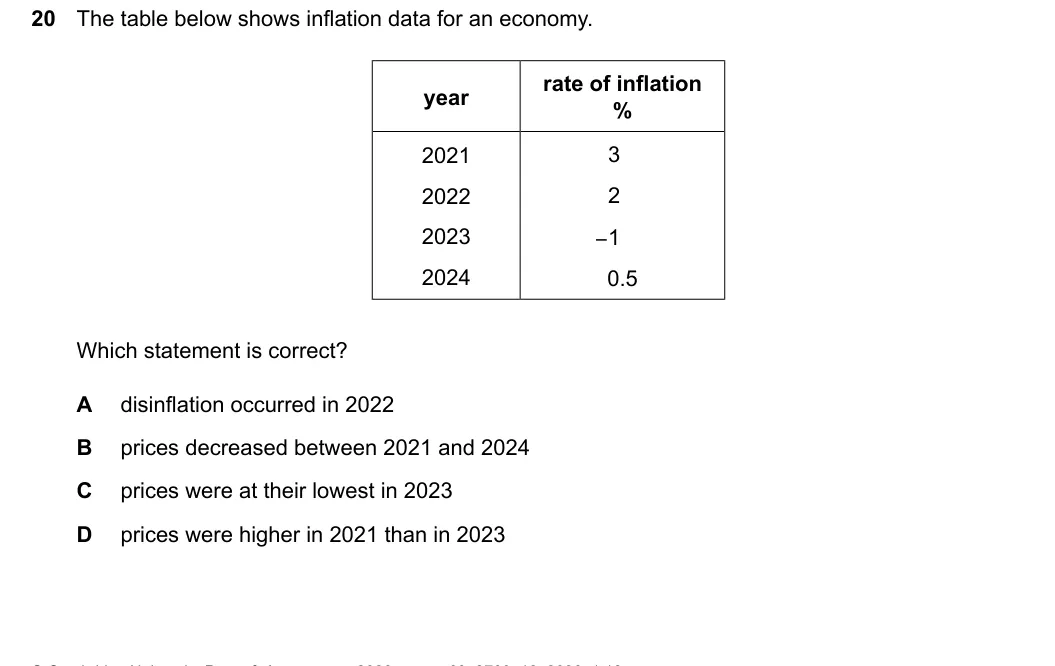 20 The table below shows inflation data for an economy.
year
rate of inflation
%
2021 3
2022 2
2023 –1
2024 0.5
Which statement is correct?
A disinflation occurred in 2022
B prices decreased between 2021 and 2024
C prices were at their lowest in 2023
D prices were higher in 2021 than in 2023